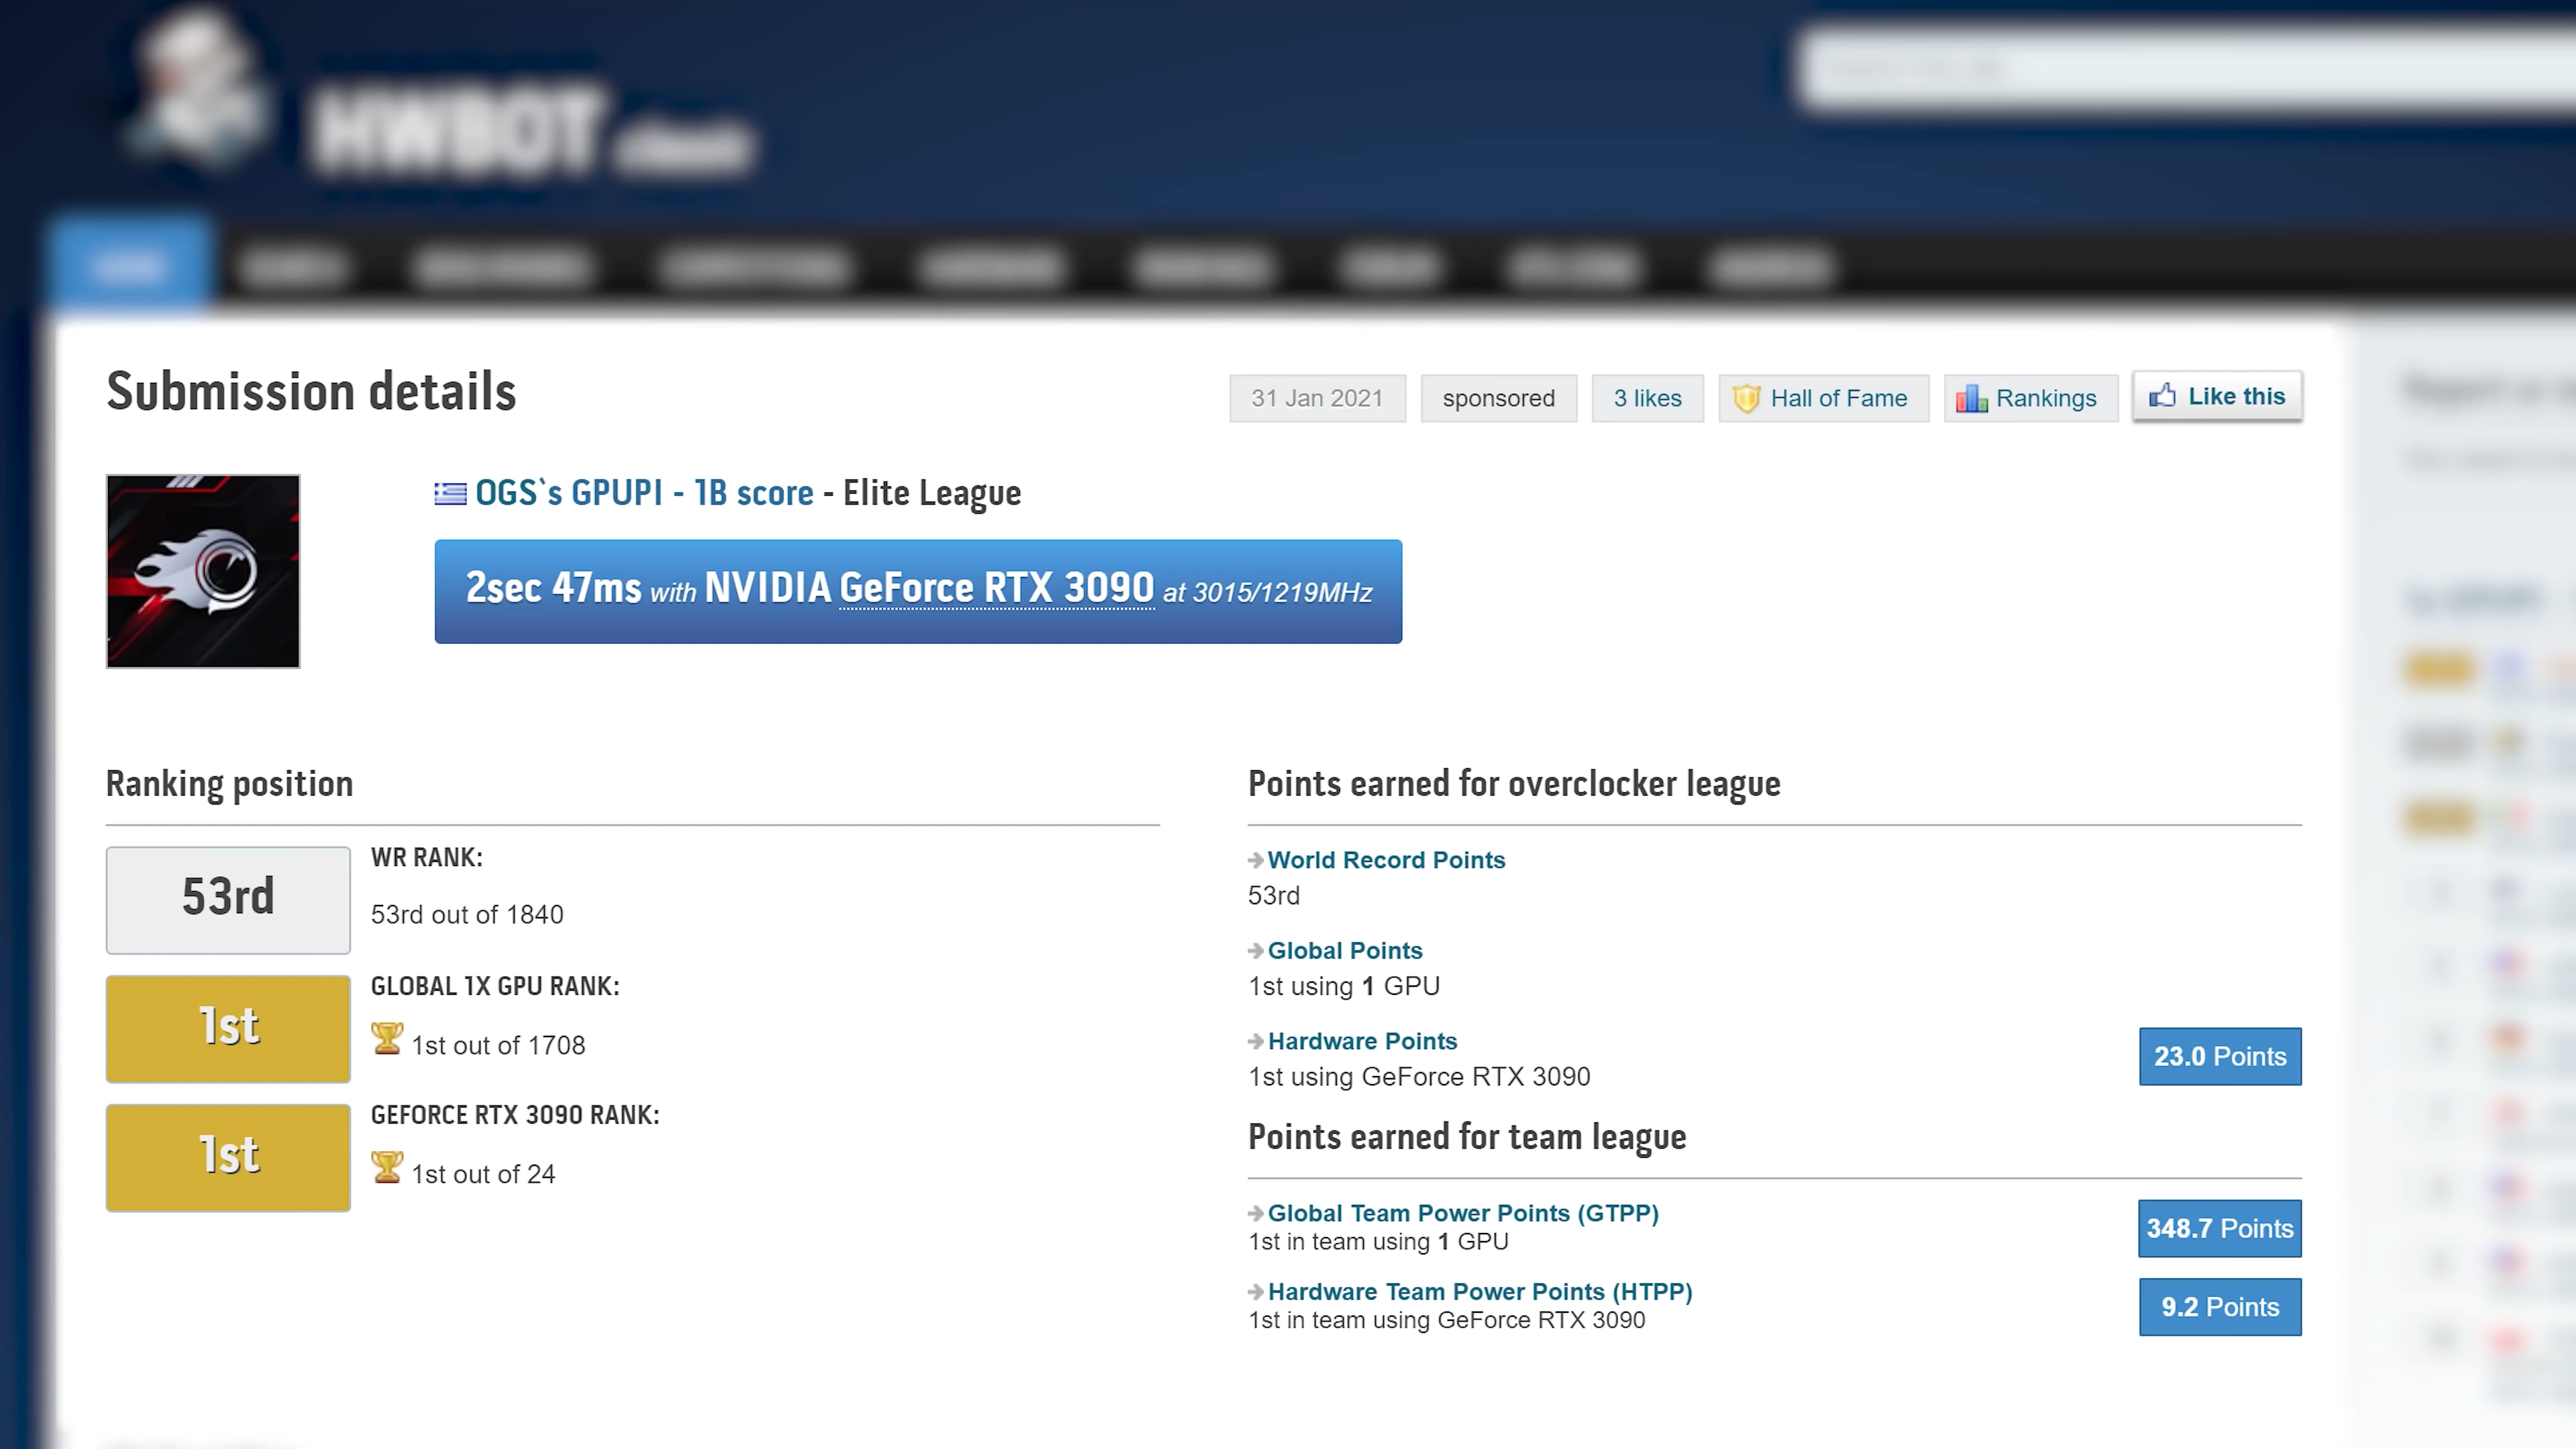 HWBOT classic
Submission details
31 Jan 2021
sponsored
3 likes
Hall of Fame
Rankings
Like this
OGS`s GPUPI - 1B score - Elite League
2sec 47ms with NVIDIA GeForce RTX 3090 at 3015/1219MHz
Ranking position
53rd
WR RANK:
53rd out of 1840
1st
GLOBAL 1X GPU RANK:
1st out of 1708
1st
GEFORCE RTX 3090 RANK:
1st out of 24
Points earned for overclocker league
World Record Points
53rd
Global Points
1st using 1 GPU
Hardware Points
1st using GeForce RTX 3090
23.0 Points
Points earned for team league
Global Team Power Points (GTPP)
1st in team using 1 GPU
348.7 Points
Hardware Team Power Points (HTPP)
1st in team using GeForce RTX 3090
9.2 Points